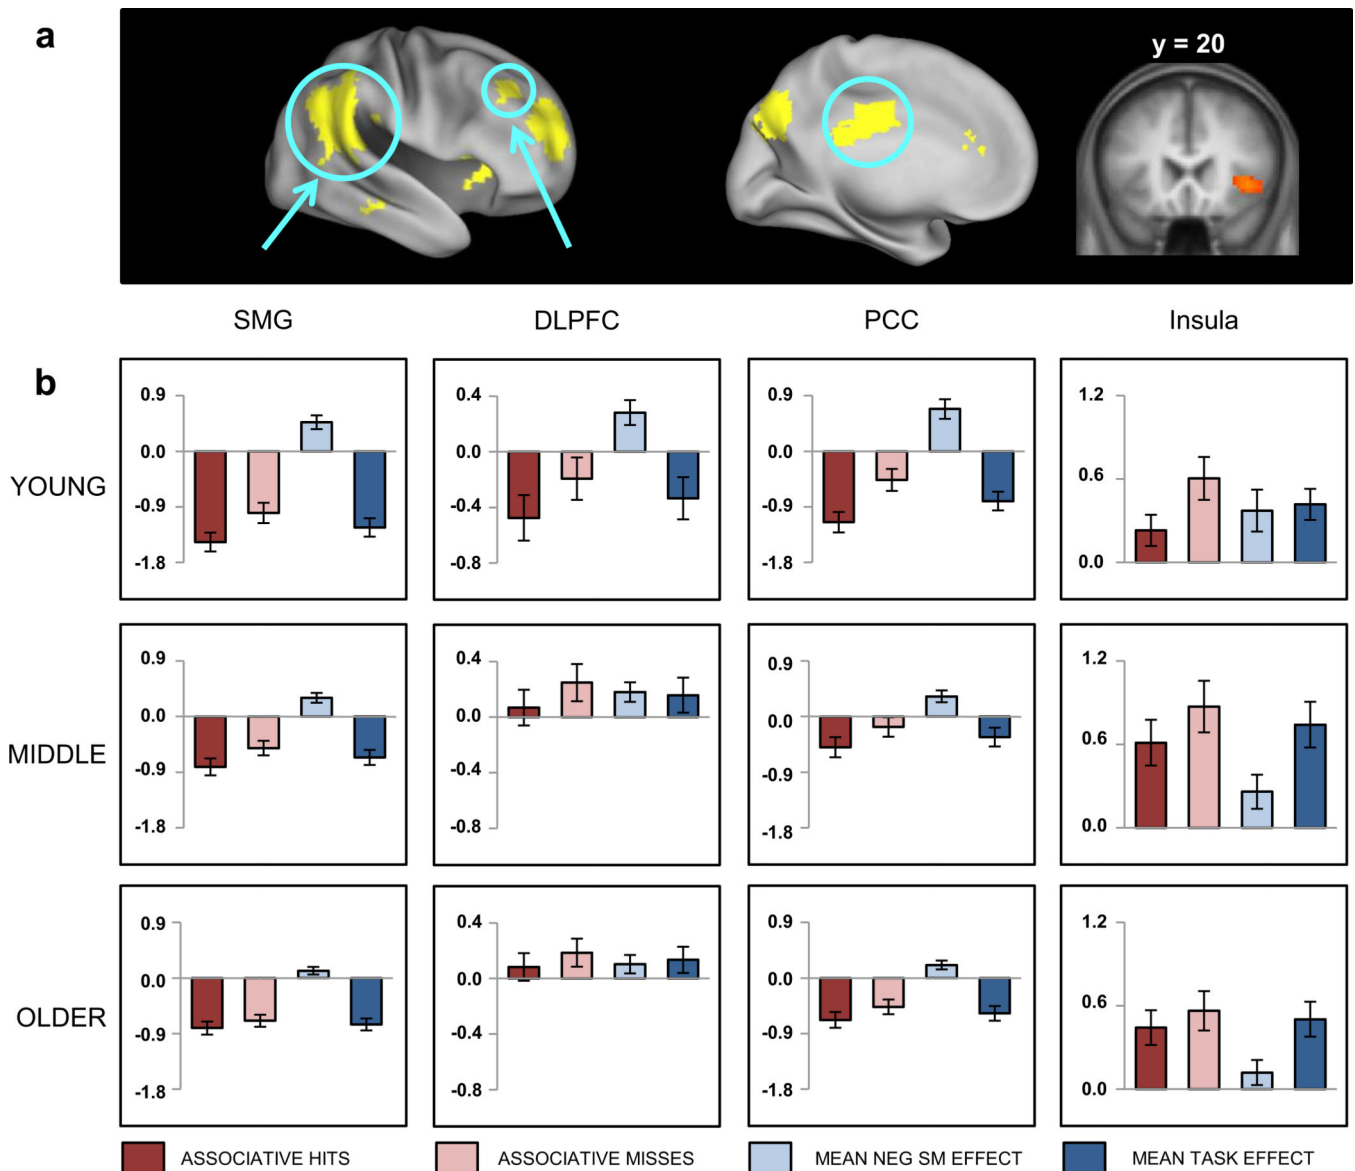 a
y = 20
SMG DLPFC PCC Insula
b
YOUNG
0.9 0.4 0.9 1.2
0.0 0.0 0.0 0.6
-0.9 -0.4 -0.9 0.0
-1.8 -0.8 -1.8
MIDDLE
0.9 0.4 0.9 1.2
0.0 0.0 0.0 0.6
-0.9 -0.4 -0.9 0.0
-1.8 -0.8 -1.8
OLDER
0.9 0.4 0.9 1.2
0.0 0.0 0.0 0.6
-0.9 -0.4 -0.9 0.0
-1.8 -0.8 -1.8
ASSOCIATIVE HITS ASSOCIATIVE MISSES MEAN NEG SM EFFECT MEAN TASK EFFECT